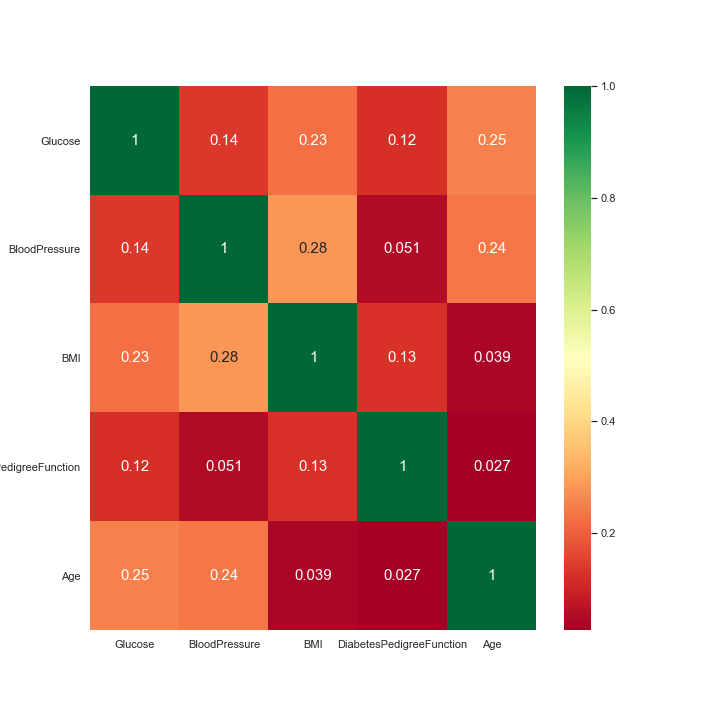 1.0
Glucose 1 0.14 0.23 0.12 0.25
0.8
BloodPressure 0.14 1 0.28 0.051 0.24
0.6
BMI 0.23 0.28 1 0.13 0.039
0.4
PedigreeFunction 0.12 0.051 0.13 1 0.027
0.2
Age 0.25 0.24 0.039 0.027 1
Glucose BloodPressure BMI DiabetesPedigreeFunction Age